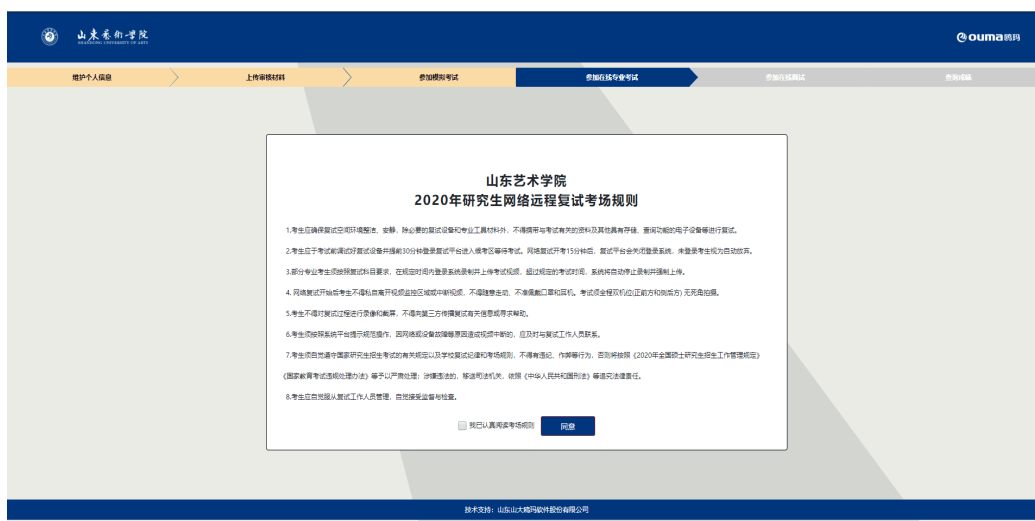 山东艺术学院
SHANDONG UNIVERSITY OF ARTS
ouma鸥玛
维护个人信息
上传审核材料
参加模拟考试
参加在线专业考试
参加在线面试
查询成绩
山东艺术学院
2020年研究生网络远程复试考场规则
1.考生应确保复试空间环境整洁、安静，除必要的复试设备和专业工具材料外，不得携带与考试有关的资料及其他具有存储、查询功能的电子设备等进行复试。
2.考生应于考试前调试好复试设备并提前30分钟登录复试平台进入候考区等待考试。网络复试开考15分钟后，复试平台会关闭登录系统，未登录考生视为自动放弃。
3.部分专业考生须按照复试科目要求，在规定时间内登录系统录制并上传考试视频，超过规定的考试时间，系统将自动停止录制并强制上传。
4. 网络复试开始后考生不得私自离开视频监控区域或中断视频，不得随意走动，不准佩戴口罩和耳机。考试须全程双机位(正前方和侧后方) 无死角拍摄。
5.考生不得对复试过程进行录像和截屏，不得向第三方传播复试有关信息或寻求帮助。
6.考生须按照系统平台提示规范操作，因网络或设备故障等原因造成视频中断的，应及时与复试工作人员联系。
7.考生须自觉遵守国家研究生招生考试的有关规定以及学校复试纪律和考场规则，不得有违纪、作弊等行为，否则将按照《2020年全国硕士研究生招生工作管理规定》
《国家教育考试违规处理办法》等予以严肃处理；涉嫌违法的，移送司法机关，依照《中华人民共和国刑法》等追究法律责任。
8.考生应自觉服从复试工作人员管理，自觉接受监督与检查。
我已认真阅读考场规则
同意
技术支持：山东山大鸥玛软件股份有限公司